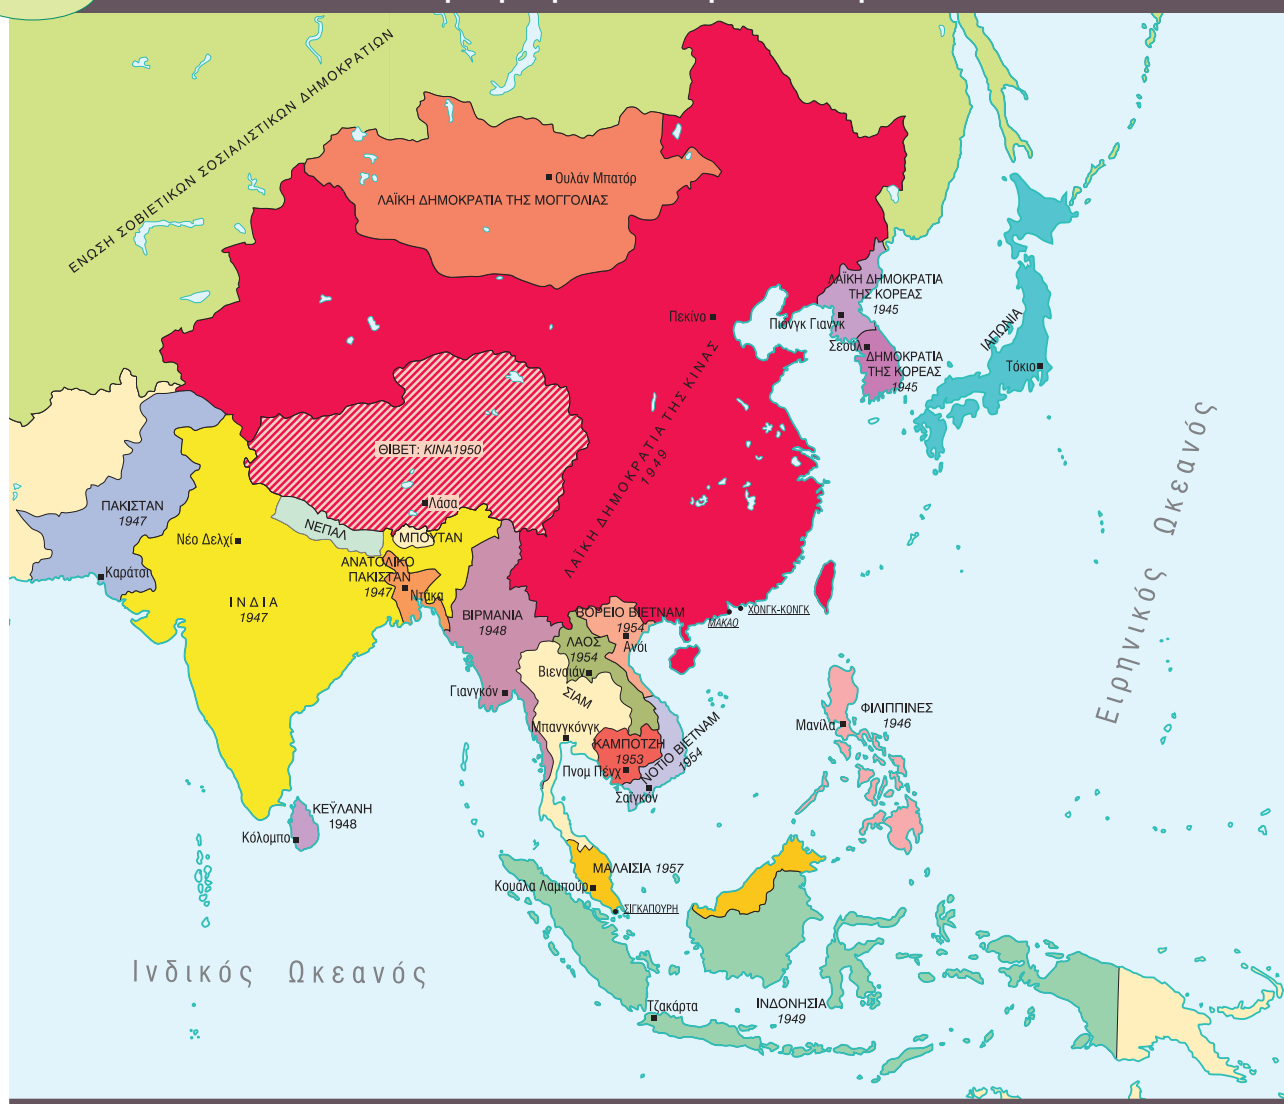 ΕΝΩΣΗ ΣΟΒΙΕΤΙΚΩΝ ΣΟΣΙΑΛΙΣΤΙΚΩΝ ΔΗΜΟΚΡΑΤΙΩΝ
Ουλάν Μπατόρ
ΛΑΪΚΗ ΔΗΜΟΚΡΑΤΙΑ ΤΗΣ ΜΟΓΓΟΛΙΑΣ
ΛΑΪΚΗ ΔΗΜΟΚΡΑΤΙΑ
ΤΗΣ ΚΟΡΕΑΣ
1945
Πεκίνο
Πιόνγκ Γιανγκ
Σεούλ
ΔΗΜΟΚΡΑΤΙΑ
ΤΗΣ ΚΟΡΕΑΣ
1945
ΙΑΠΩΝΙΑ
Τόκιο
ΛΑΪΚΗ ΔΗΜΟΚΡΑΤΙΑ ΤΗΣ ΚΙΝΑΣ
1949
Ειρηνικός Ωκεανός
ΘΙΒΕΤ: ΚΙΝΑ1950
Λάσα
ΠΑΚΙΣΤΑΝ
1947
ΝΕΠΑΛ
ΜΠΟΥΤΑΝ
Νέο Δελχί
Καράτσι
ΑΝΑΤΟΛΙΚΟ
ΠΑΚΙΣΤΑΝ
1947
Ντάκα
ΙΝΔΙΑ
1947
ΒΙΡΜΑΝΙΑ
1948
ΒΟΡΕΙΟ ΒΙΕΤΝΑΜ
1954
Ανόι
ΜΑΚΑΟ
ΧΟΝΓΚ-ΚΟΝΓΚ
ΛΑΟΣ
1954
Βιενσιάν
Γιανγκόν
ΣΙΑΜ
Μπανγκόνγκ
ΚΑΜΠΟΤΖΗ
1953
Πνομ Πένχ
ΝΟΤΙΟ ΒΙΕΤΝΑΜ
1954
Σαϊγκόν
ΦΙΛΙΠΠΙΝΕΣ
1946
Μανίλα
ΚΕΫΛΑΝΗ
1948
Κόλομπο
ΜΑΛΑΙΣΙΑ 1957
Κουάλα Λαμπούρ
ΣΙΓΚΑΠΟΥΡΗ
Ινδικός Ωκεανός
Τζακάρτα
ΙΝΔΟΝΗΣΙΑ
1949